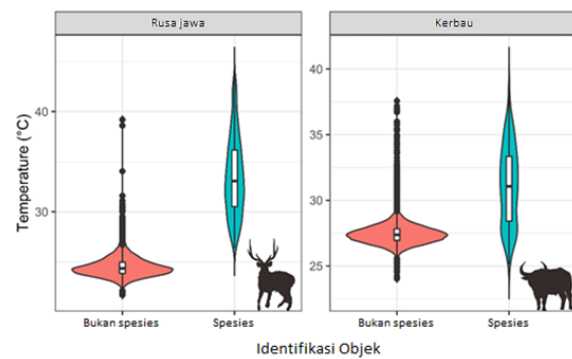 Rusa jawa
Kerbau
Temperature (°C)
40
30
40
35
30
25
Bukan spesies
Spesies
Bukan spesies
Spesies
Identifikasi Objek